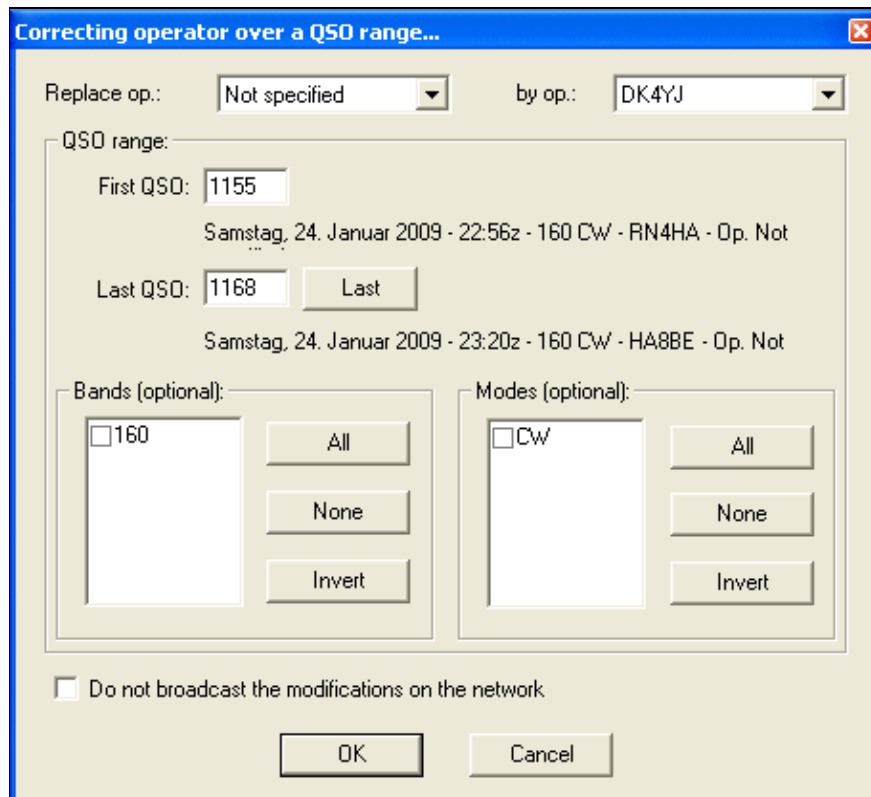 Correcting operator over a QSO range...
Replace op.: Not specified by op.: DK4YJ
QSO range:
First QSO: 1155
Samstag, 24. Januar 2009 - 22:56z - 160 CW - RN4HA - Op. Not
Last QSO: 1168 Last
Samstag, 24. Januar 2009 - 23:20z - 160 CW - HA8BE - Op. Not
Bands (optional): Modes (optional):
160 All CW All
None None
Invert Invert
Do not broadcast the modifications on the network
OK Cancel